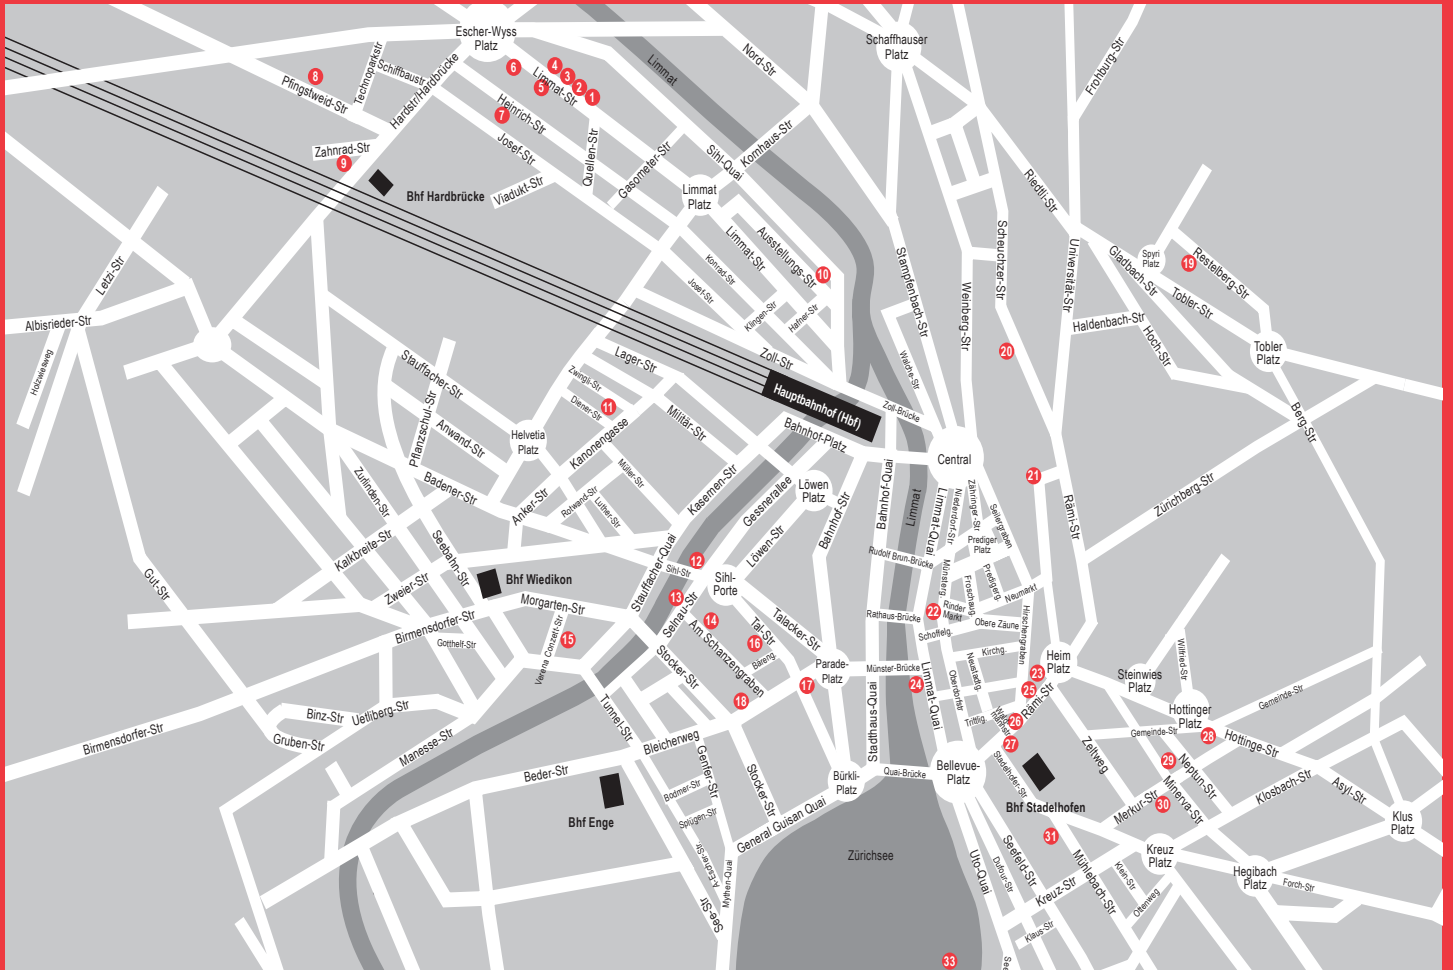 Escher-Wyss
Platz
Schaffhauser
Platz
Nord-Str
Limmat
Frohburg-Str
Technoparkstr
Schiffbaustr
Hardstr/Hardbrücke
8
Pfingstweid-Str
6
4
3
2
1
5
Limmat-Str
7
Heinrich-Str
Josef-Str
Zahnrad-Str
9
Bhf Hardbrücke
Viadukt-Str
Quellen-Str
Gasometer-Str
Sihl-Quai
Kornhaus-Str
Limmat
Platz
Riedtli-Str
Letzi-Str
Albisrieder-Str
Holzwiesweg
Limmat-Str
Ausstellungs-Str
10
Konrad-Str
Josef-Str
Klingen-Str
Hafner-Str
Zoll-Str
Stampfenbach-Str
Weinberg-Str
Scheuchzer-Str
Universität-Str
Gladbach-Str
Spyri
Platz
19
Restelberg-Str
Tobler-Str
Haldenbach-Str
Hoch-Str
Tobler
Platz
20
Walche-Str
Zoll-Brücke
Berg-Str
Lager-Str
Zwingli-Str
Diener-Str
11
Kanonengasse
Militär-Str
Müller-Str
Hauptbahnhof (Hbf)
Bahnhof-Platz
Stauffacher-Str
Pflanzschul-Str
Anwand-Str
Helvetia
Platz
Badener-Str
Zurlinden-Str
Anker-Str
Rotwand-Str
Luther-Str
Kasernen-Str
Gessnerallee
Löwen
Platz
Löwen-Str
Bahnhof-Str
Bahnhof-Quai
Limmat
Central
Limmat-Quai
Niederdorf-Str
Zähringer-Str
Seilergraben
21
Rämi-Str
Zürichberg-Str
Prediger
Platz
Predigerg.
Rudolf Brun-Brücke
Münsterg
Froschaug
Neumarkt
Kalkbreite-Str
Seebahn-Str
Zweier-Str
Bhf Wiedikon
Gut-Str
Birmensdorfer-Str
Morgarten-Str
Gotthelf-Str
Verena Conzett-Str
15
Stauffacher-Quai
12
Sihl-Str
Sihl-
Porte
13
Selnau-Str
14
Am Schanzengraben
Tal-Str
16
Bäreng.
Talacker-Str
Stocker-Str
Rathaus-Brücke
22
Rinder
Markt
Obere Zäune
Schoffelg.
Kirchg.
Hirschengraben
Heim
Platz
Parade-
Platz
17
Münster-Brücke
24
Limmat-Quai
Oberdorfstr
Neustadtg.
Trittlig.
23
25
Rämi-Str
26
27
Stadelhofer-Str
18
Steinwies
Platz
Wilfried-Str
Hottinger
Platz
28
Gemeinde-Str
Gemeinde-Str
Hottinge-Str
Binz-Str
Uetliberg-Str
Gruben-Str
Birmensdorfer-Str
Manesse-Str
Tunnel-Str
Bleicherweg
Beder-Str
Bhf Enge
Genfer-Str
Bodmer-Str
Splügen-Str
Stocker-Str
General Guisan Quai
Bürkli-
Platz
Stadthaus-Quai
Quai-Brücke
Bellevue-
Platz
Bhf Stadelhofen
Zeltweg
29
Neptun-Str
Minerva-Str
Merkur-Str
30
Klosbach-Str
Asyl-Str
Klus
Platz
31
Kreuz
Platz
Hegibach
Platz
Forch-Str
Zürichsee
A.Escher-Str
Mythen-Quai
See-Str
Uto-Quai
Dufour-Str
Seefeld-Str
Kreuz-Str
Mühlebach-Str
Klein-Str
Ottenweg
Klaus-Str
33